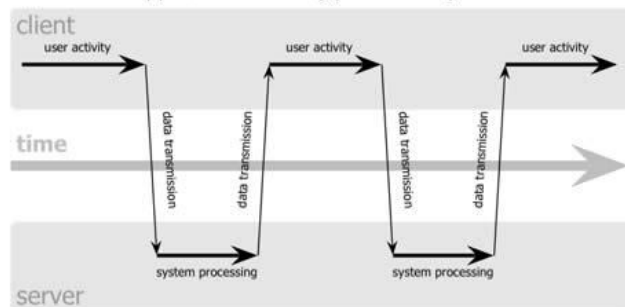 client
user activity
user activity
user activity
data transmission
data transmission
data transmission
data transmission
time
system processing
system processing
server